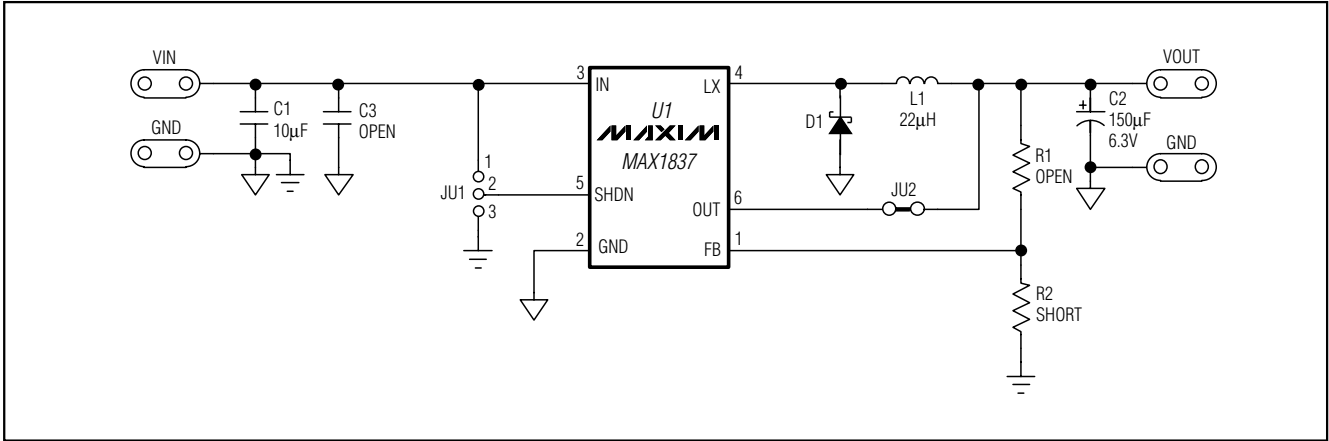 VIN
GND
C1
10µF
C3
OPEN
JU1
1
2
3
3
IN
5
SHDN
2
GND
U1
MAXIM
MAX1837
4
LX
6
OUT
1
FB
D1
L1
22µH
JU2
R1
OPEN
R2
SHORT
VOUT
+
C2
150µF
6.3V
GND